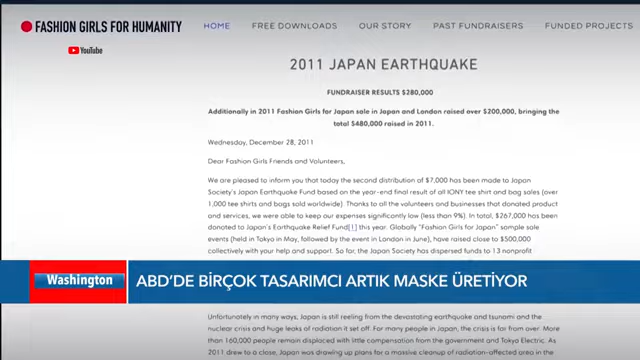 FASHION GIRLS FOR HUMANITY
HOME FREE DOWNLOADS OUR STORY PAST FUNDRAISERS FUNDED PROJECTS
YouTube
2011 JAPAN EARTHQUAKE
FUNDRAISER RESULTS $280,000
Additionally in 2011 Fashion Girls for Japan sale in Japan and London raised over $200,000, bringing the
total $480,000 raised in 2011.
Wednesday, December 28, 2011
Dear Fashion Girls Friends and Volunteers,
We are pleased to inform you that today the second distribution of $7,000 has been made to Japan
Society's Japan Earthquake Fund based on the year-end final result of all IONY tee shirt and bag sales (over
1,000 tee shirts and bags sold worldwide) Thanks to all the volunteers and businesses that donated product
and services, we were able to keep our expenses significantly low (less than 9%). In total, $267,000 has been
donated to Japan's Earthquake Relief Fund[1] this year. Globally "Fashion Girls for Japan" sample sale
events (held in Tokyo in May, followed by the event in London in June), have raised close to $500,000
collectively with your help and support. So far, the Japan Society has dispersed funds to 13 nonprofit
Washington
ABD'DE BİRÇOK TASARIMCI ARTIK MASKE ÜRETİYOR
Unfortunately in many ways, Japan is still reeling from the devastating earthquake and tsunami and the
nuclear crisis and huge leaks of radiation it set off. For many people in Japan, the crisis is far from over. More
than 160,000 people remain displaced with little compensation from the government and Tokyo Electric. As
2011 drew to a close, Japan was drawing up plans for a massive cleanup of radiation-affected area in the